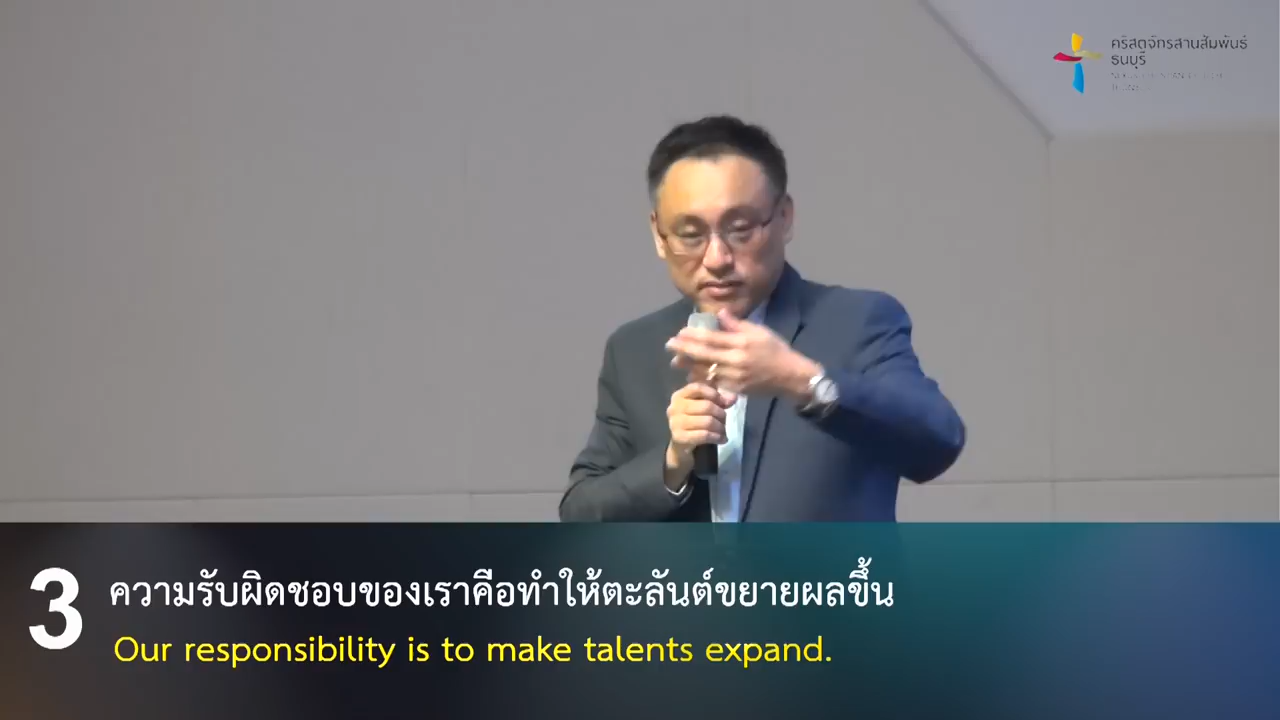 คริสตจักรสานสัมพันธ์
ธนบุรี
3
ความรับผิดชอบของเราคือทำให้ตะลันต์ขยายผลขึ้น
Our responsibility is to make talents expand.